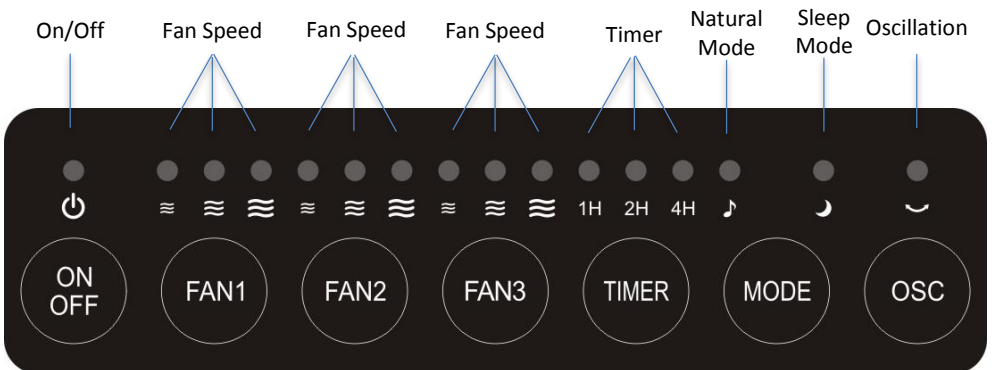 On/Off
Fan Speed
Fan Speed
Fan Speed
Timer
Natural
Mode
Sleep
Mode
Oscillation
1H 2H 4H
ON
OFF
FAN1
FAN2
FAN3
TIMER
MODE
OSC